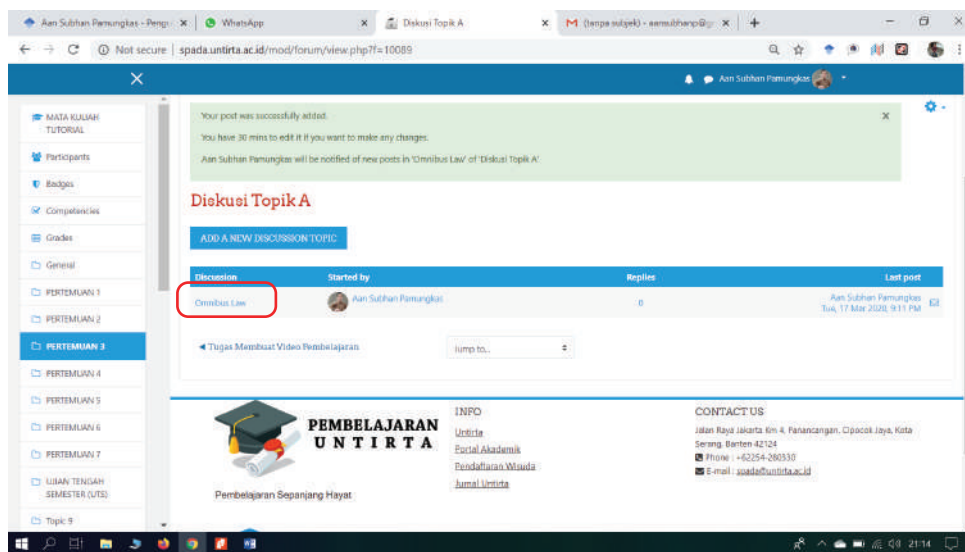 Aan Subhan Pamungkas - Pengu
WhatsApp
Diskusi Topik A
(tanpa subjek) - aansubhanp@g
Not secure | spada.untirta.ac.id/mod/forum/view.php?f=10089
Aan Subhan Pamungkas
MATA KULIAH
TUTORIAL
Participants
Badges
Competencies
Grades
General
PERTEMUAN 1
PERTEMUAN 2
PERTEMUAN 3
PERTEMUAN 4
PERTEMUAN 5
PERTEMUAN 6
PERTEMUAN 7
UJIAN TENGAH
SEMESTER (UTS)
Topic 9
Your post was successfully added.
You have 30 mins to edit it if you want to make any changes.
Aan Subhan Pamungkas will be notified of new posts in 'Omnibus Law' of 'Diskusi Topik A'
Diskusi Topik A
ADD A NEW DISCUSSION TOPIC
Discussion Started by Replies Last post
Omnibus Law Aan Subhan Pamungkas 0 Aan Subhan Pamungkas
Tue, 17 Mar 2020, 9:11 PM
◄ Tugas Membuat Video Pembelajaran
Jump to...
PEMBELAJARAN
UNTIRTA
Pembelajaran Sepanjang Hayat
INFO
Untirta
Portal Akademik
Pendaftaran Wisuda
Jurnal Untirta
CONTACT US
Jalan Raya Jakarta Km 4, Panancangan, Cipocok Jaya, Kota
Serang, Banten 42124
Phone : +62254-280330
E-mail : spada@untirta.ac.id
21:14